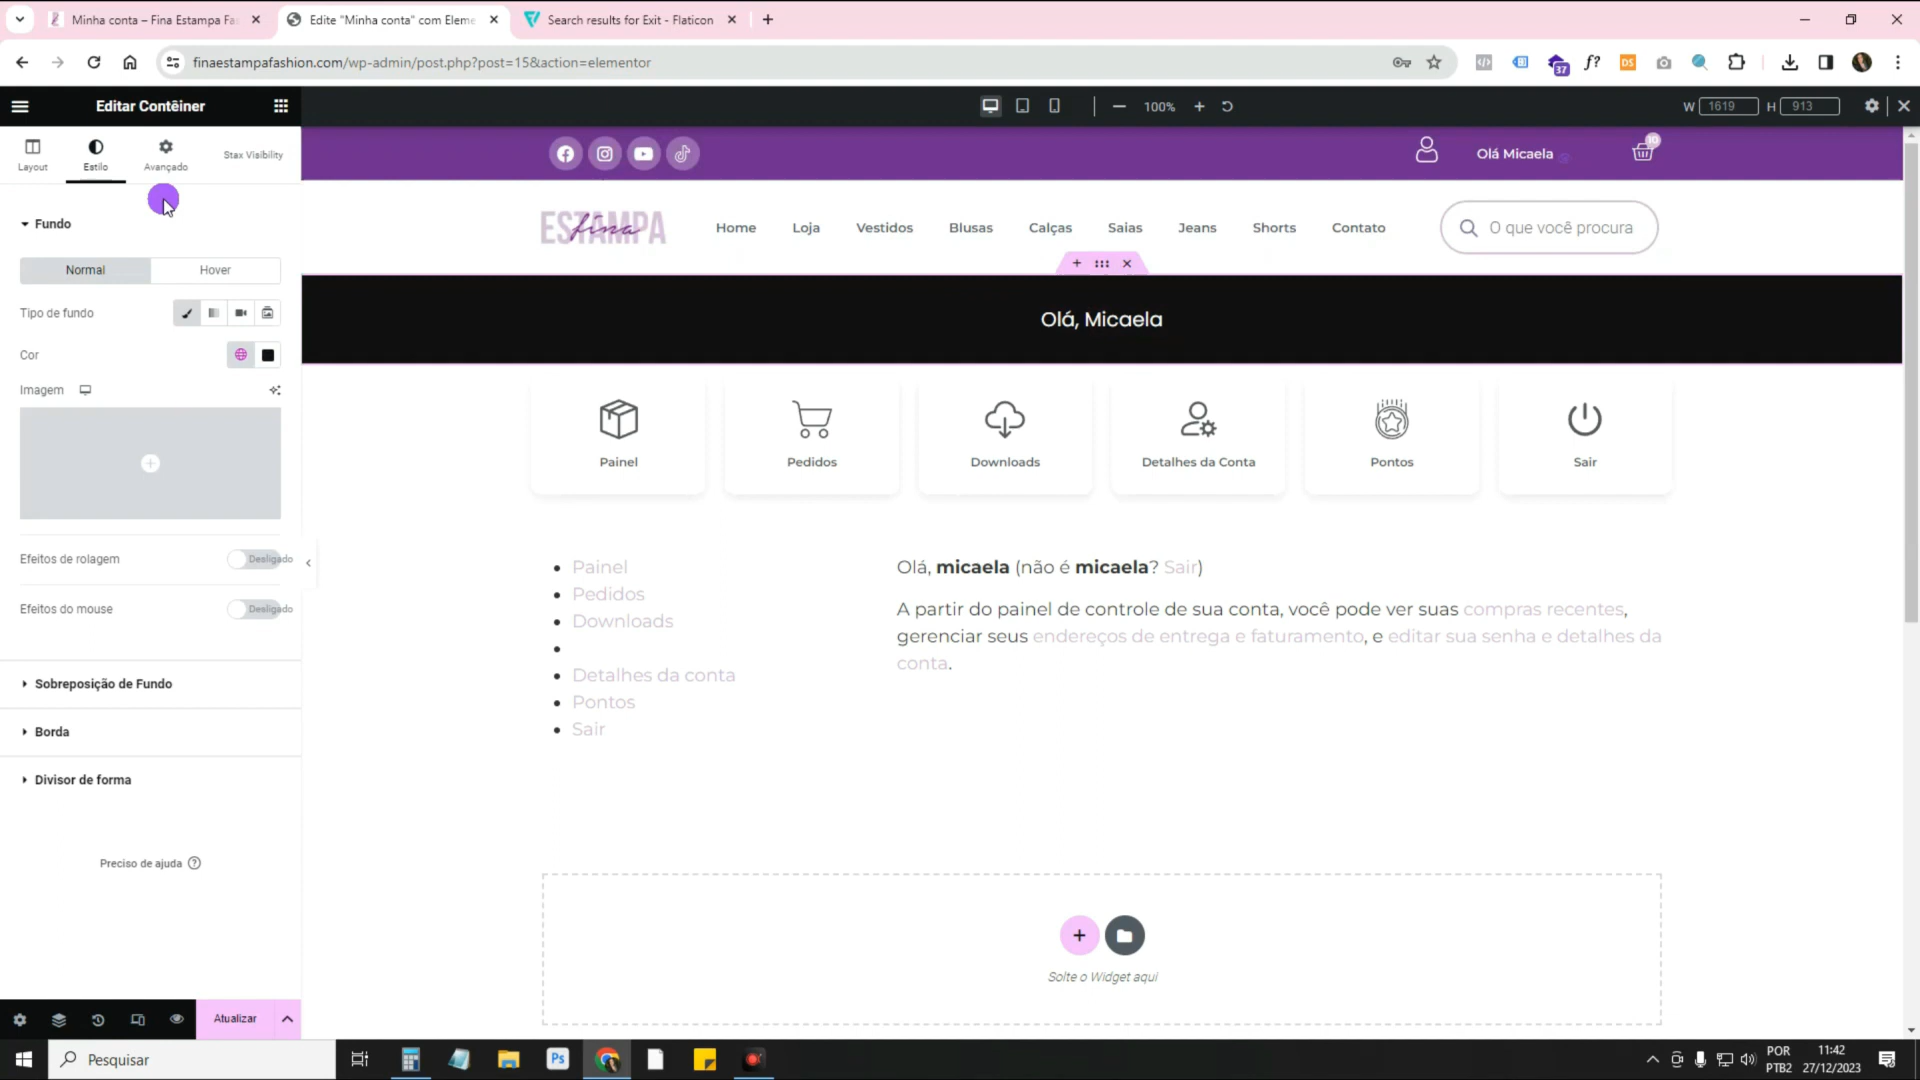 Minha conta – Fina Estampa Fas
Edite "Minha conta" com Eleme
Search results for Exit - Flaticon
finaestampafashion.com/wp-admin/post.php?post=15&action=elementor
37
f?
DS
Editar Contêiner
100%
W 1619 H 913
Layout
Estilo
Avançado
Stax Visibility
Olá Micaela
10
Fundo
ESTAMPA
fina
Home
Loja
Vestidos
Blusas
Calças
Saias
Jeans
Shorts
Contato
O que você procura
Normal
Hover
Tipo de fundo
Olá, Micaela
Cor
Imagem
Painel
Pedidos
Downloads
Detalhes da Conta
Pontos
Sair
Efeitos de rolagem
Desligado
Efeitos do mouse
Desligado
Painel
Pedidos
Downloads
Detalhes da conta
Pontos
Sair
Olá, micaela (não é micaela? Sair)
A partir do painel de controle de sua conta, você pode ver suas compras recentes,
gerenciar seus endereços de entrega e faturamento, e editar sua senha e detalhes da
conta.
Sobreposição de Fundo
Borda
Divisor de forma
Preciso de ajuda
Solte o Widget aqui
Atualizar
Pesquisar
Ps
POR
PTB2
11:42
27/12/2023